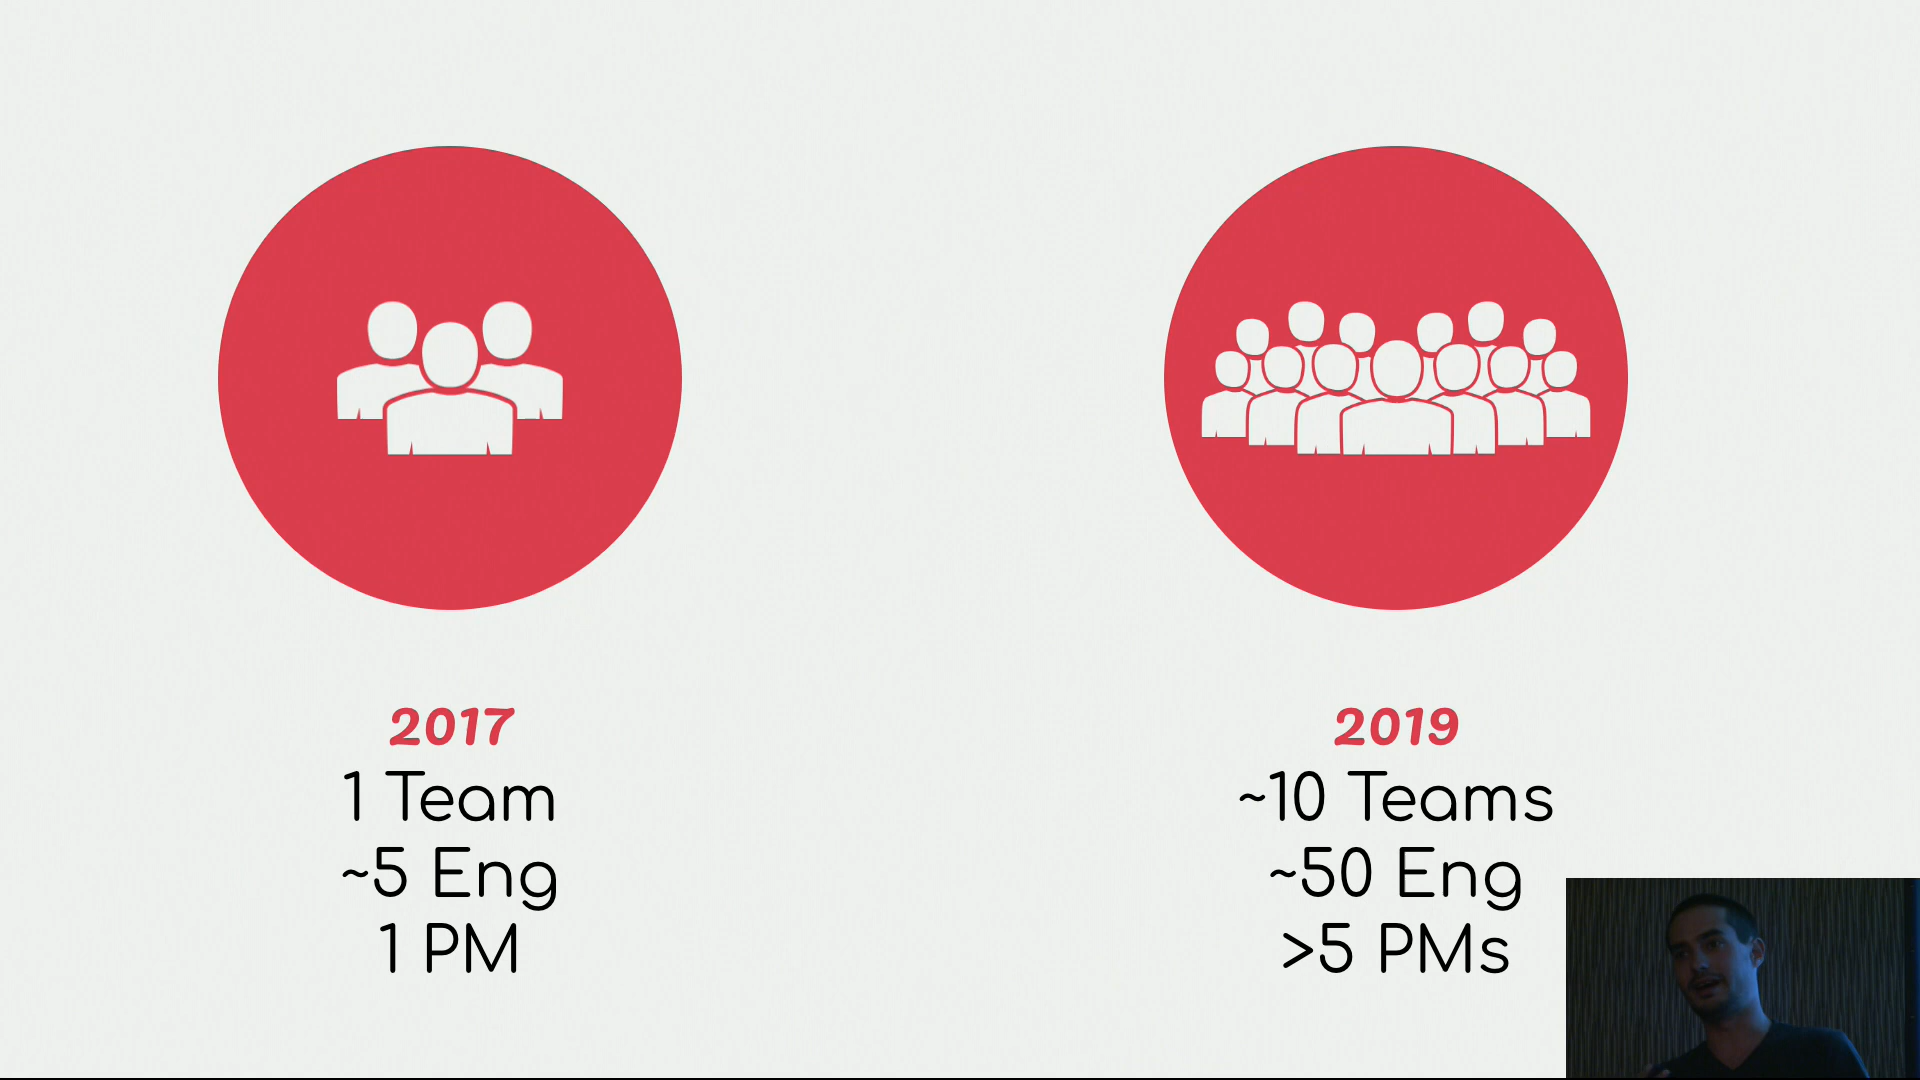 2017
1 Team
~5 Eng
1 PM
2019
~10 Teams
~50 Eng
>5 PMs